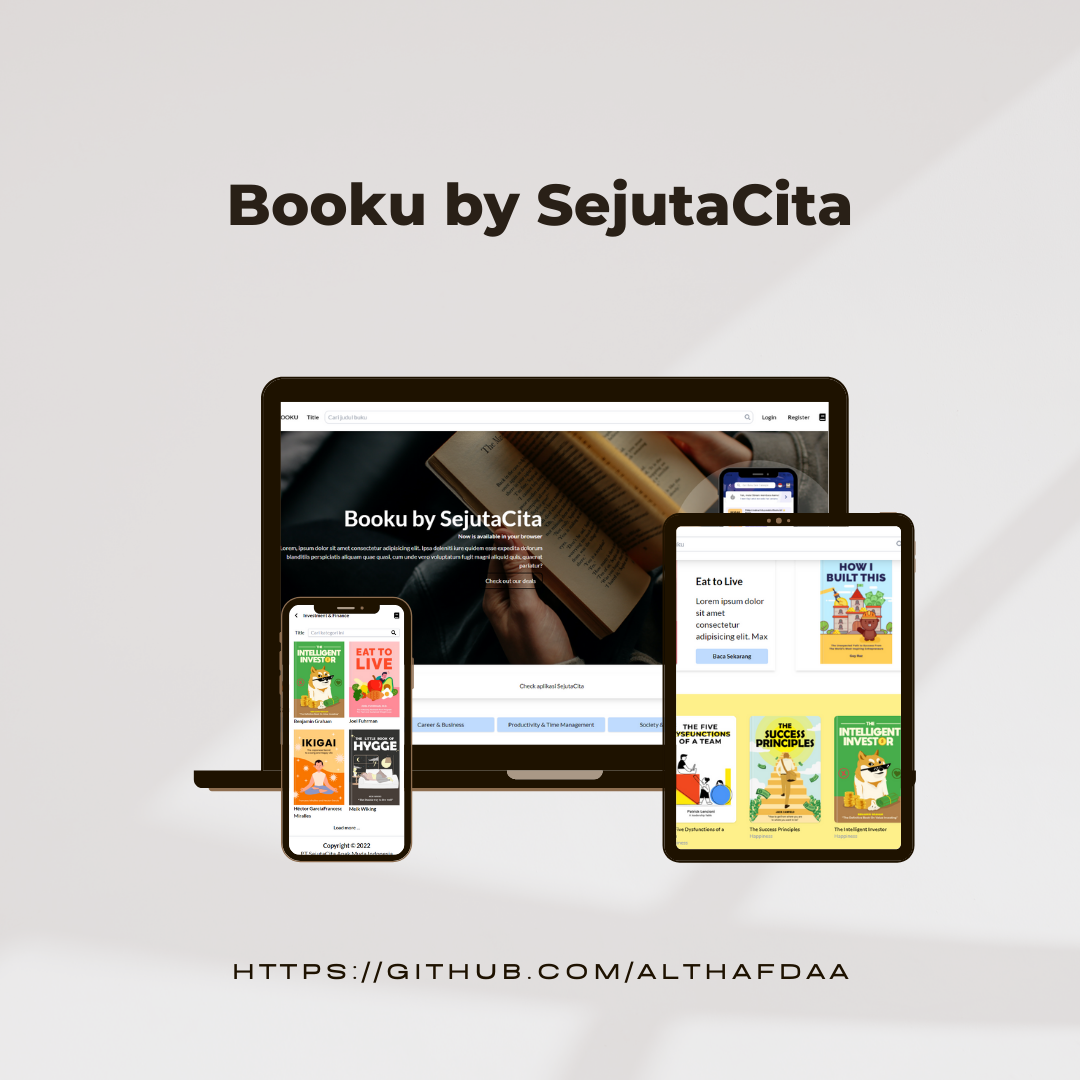 Booku by SejutaCita
OOKU Title Cari judul buku Login Register
Booku by SejutaCita
Now is available in your browser
Lorem, ipsum dolor sit amet consectetur adipisicing elit. Ipsa deleniti iure quidem esse expedita dolorum
blanditiis perspiciatis aliquam quae quasi, cum unde vero voluptatum fugit magni aliquid quis, quaerat
pariatur?
Check out our deals
Check aplikasi SejutaCita
Career & Business Productivity & Time Management Society &
Investment & Finance
Title Cari kategori ini
THE
INTELLIGENT
INVESTOR
Benjamin Graham
EAT TO
LIVE
Joel Fuhrman
IKIGAI
Héctor GarcíaFrancesc
Miralles
THE LITTLE BOOK OF
HYGGE
Meik Wiking
Load more ...
Copyright © 2022
PT SejutaCita Anak Muda Indonesia
Eat to Live
Lorem ipsum dolor
sit amet
consectetur
adipisicing elit. Max
Baca Sekarang
HOW I
BUILT THIS
Guy Raz
THE FIVE
DYSFUNCTIONS
OF A TEAM
Patrick Lencioni
Five Dysfunctions of a
THE
SUCCESS
PRINCIPLES
The Success Principles
Happiness
THE
INTELLIGENT
INVESTOR
The Intelligent Investor
Happiness
HTTPS://GITHUB.COM/ALTHAFDAA